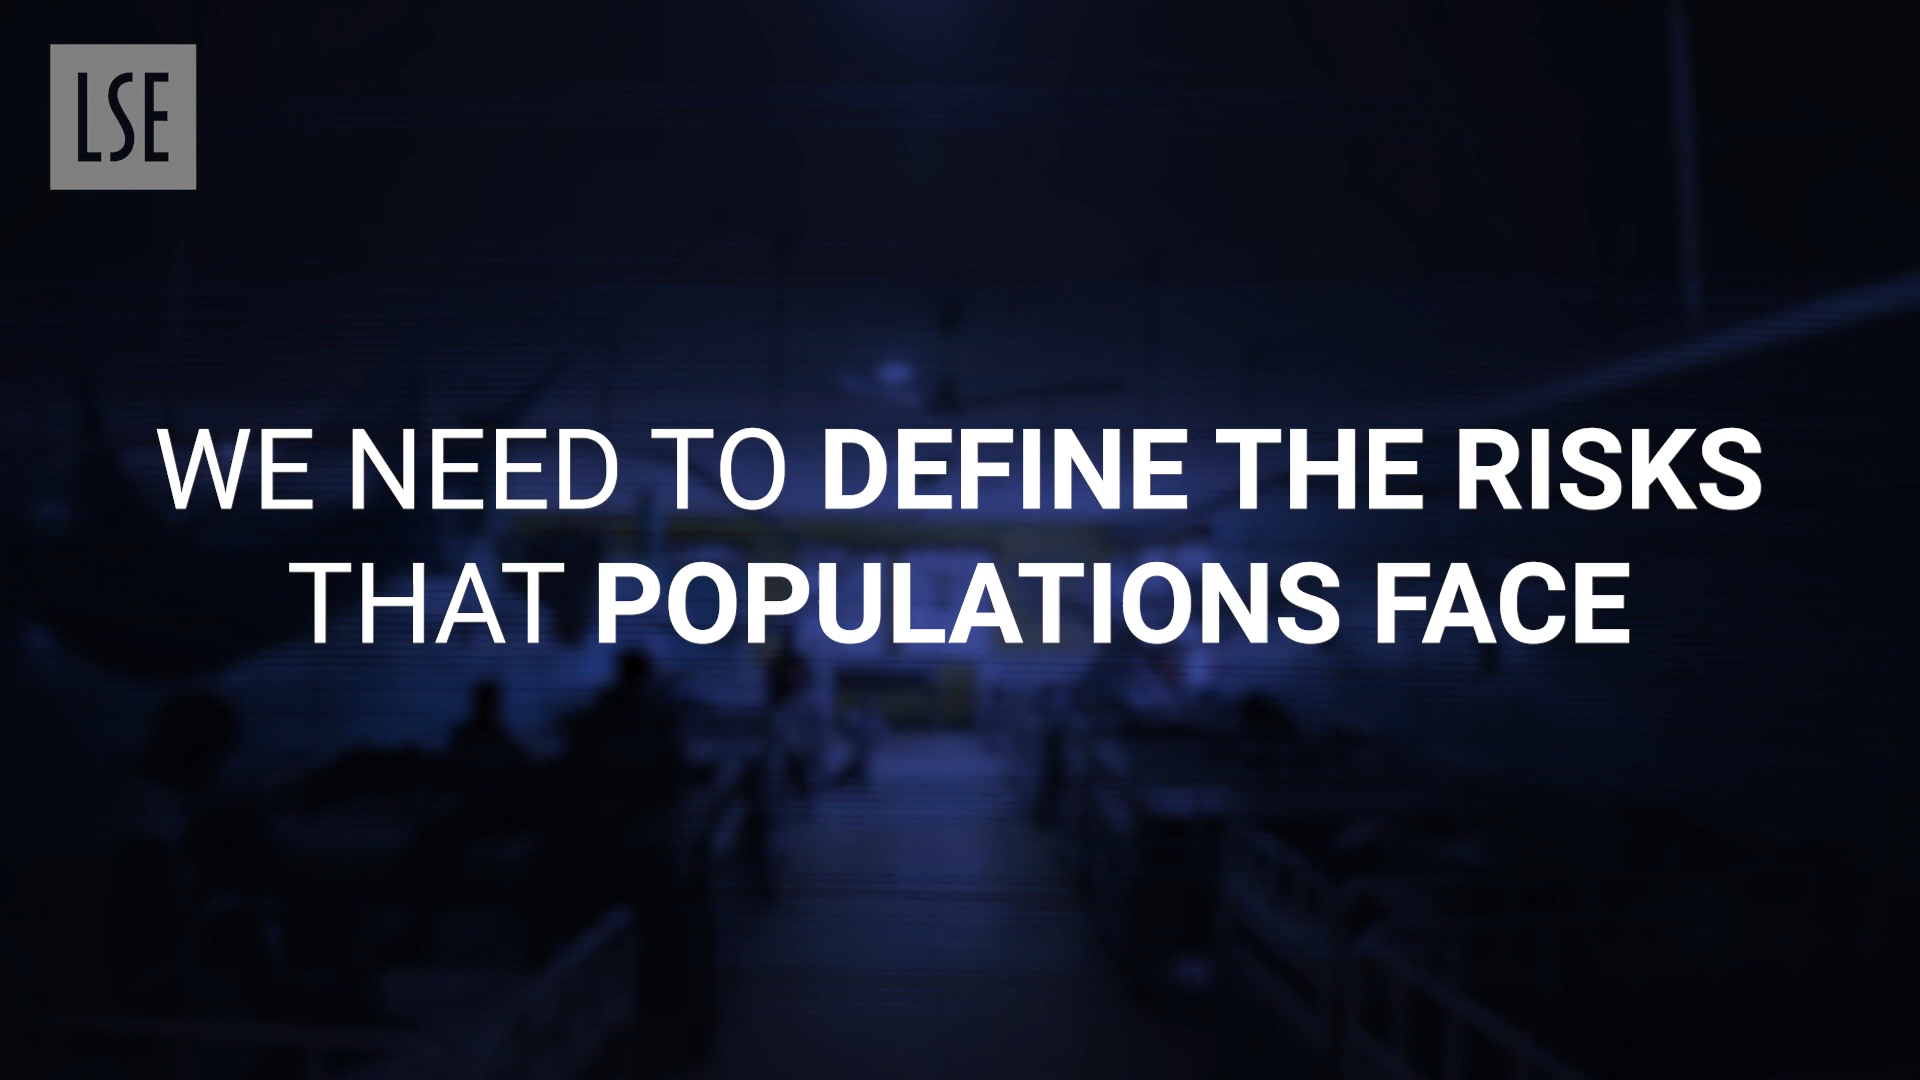 LSE
WE NEED TO DEFINE THE RISKS
THAT POPULATIONS FACE